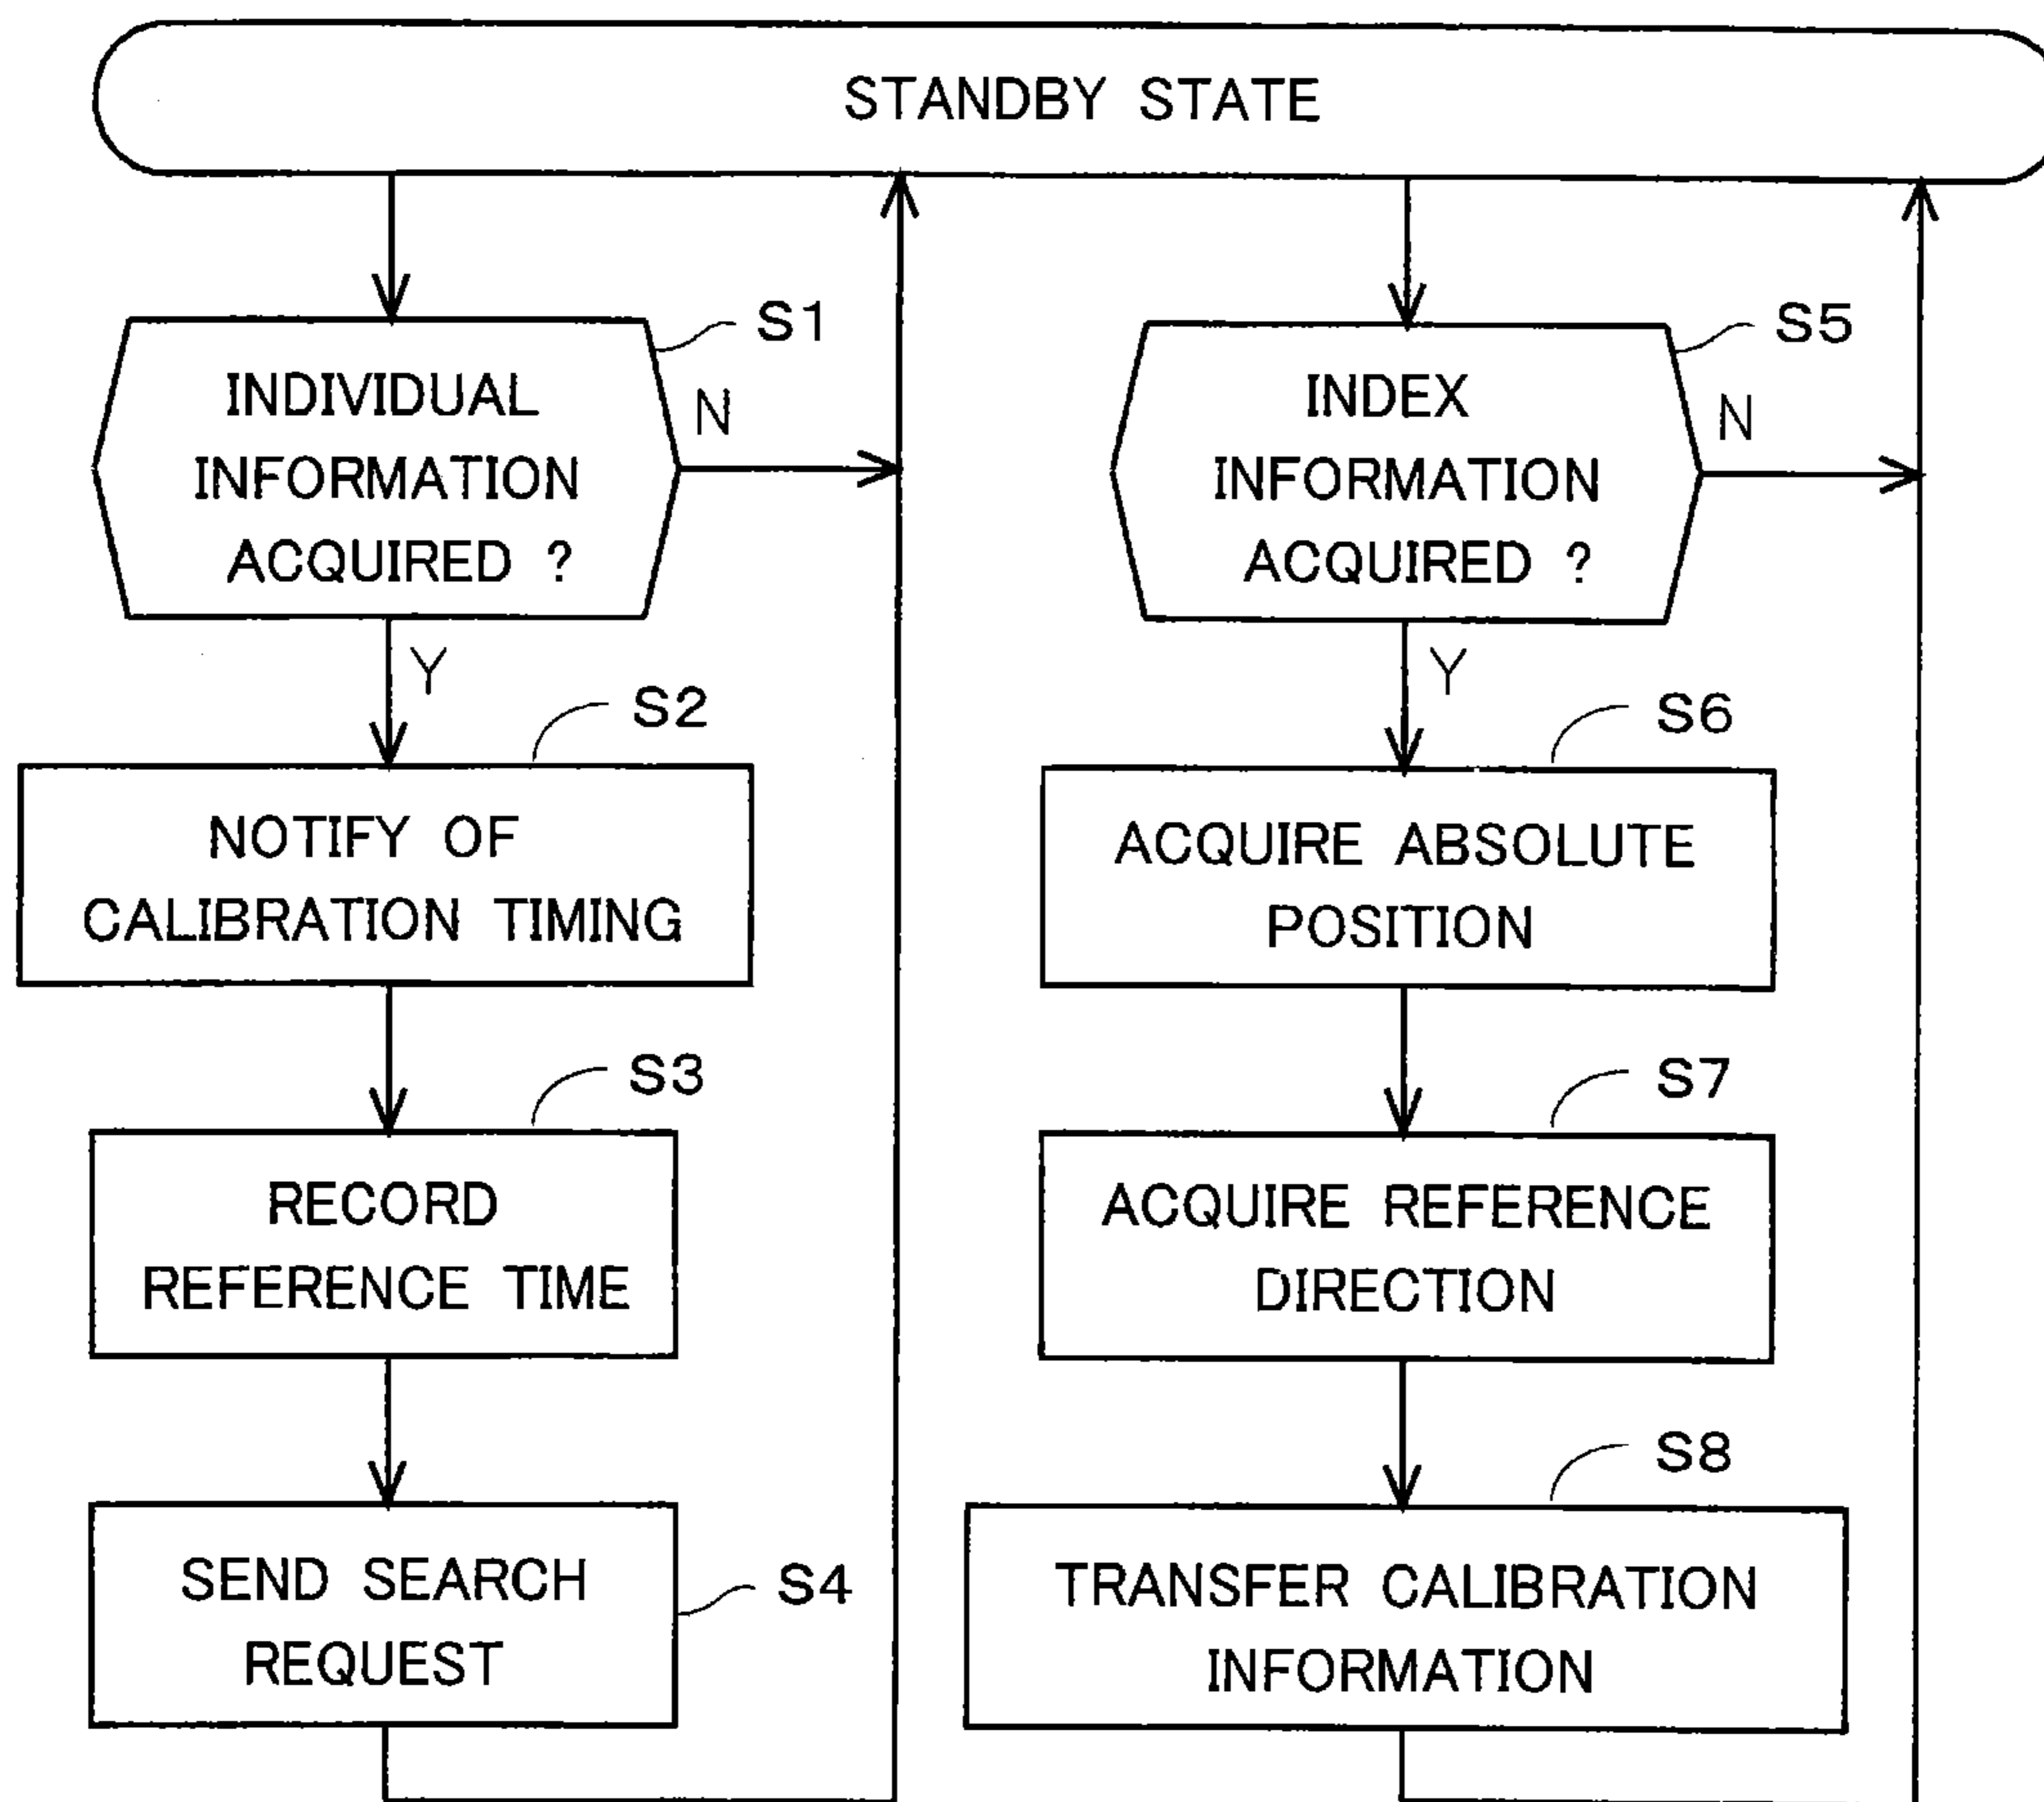 STANDBY STATE
S1
INDIVIDUAL
INFORMATION
ACQUIRED ?
N
Y
S2
NOTIFY OF
CALIBRATION TIMING
S3
RECORD
REFERENCE TIME
S4
SEND SEARCH
REQUEST
S5
INDEX
INFORMATION
ACQUIRED ?
N
Y
S6
ACQUIRE ABSOLUTE
POSITION
S7
ACQUIRE REFERENCE
DIRECTION
S8
TRANSFER CALIBRATION
INFORMATION